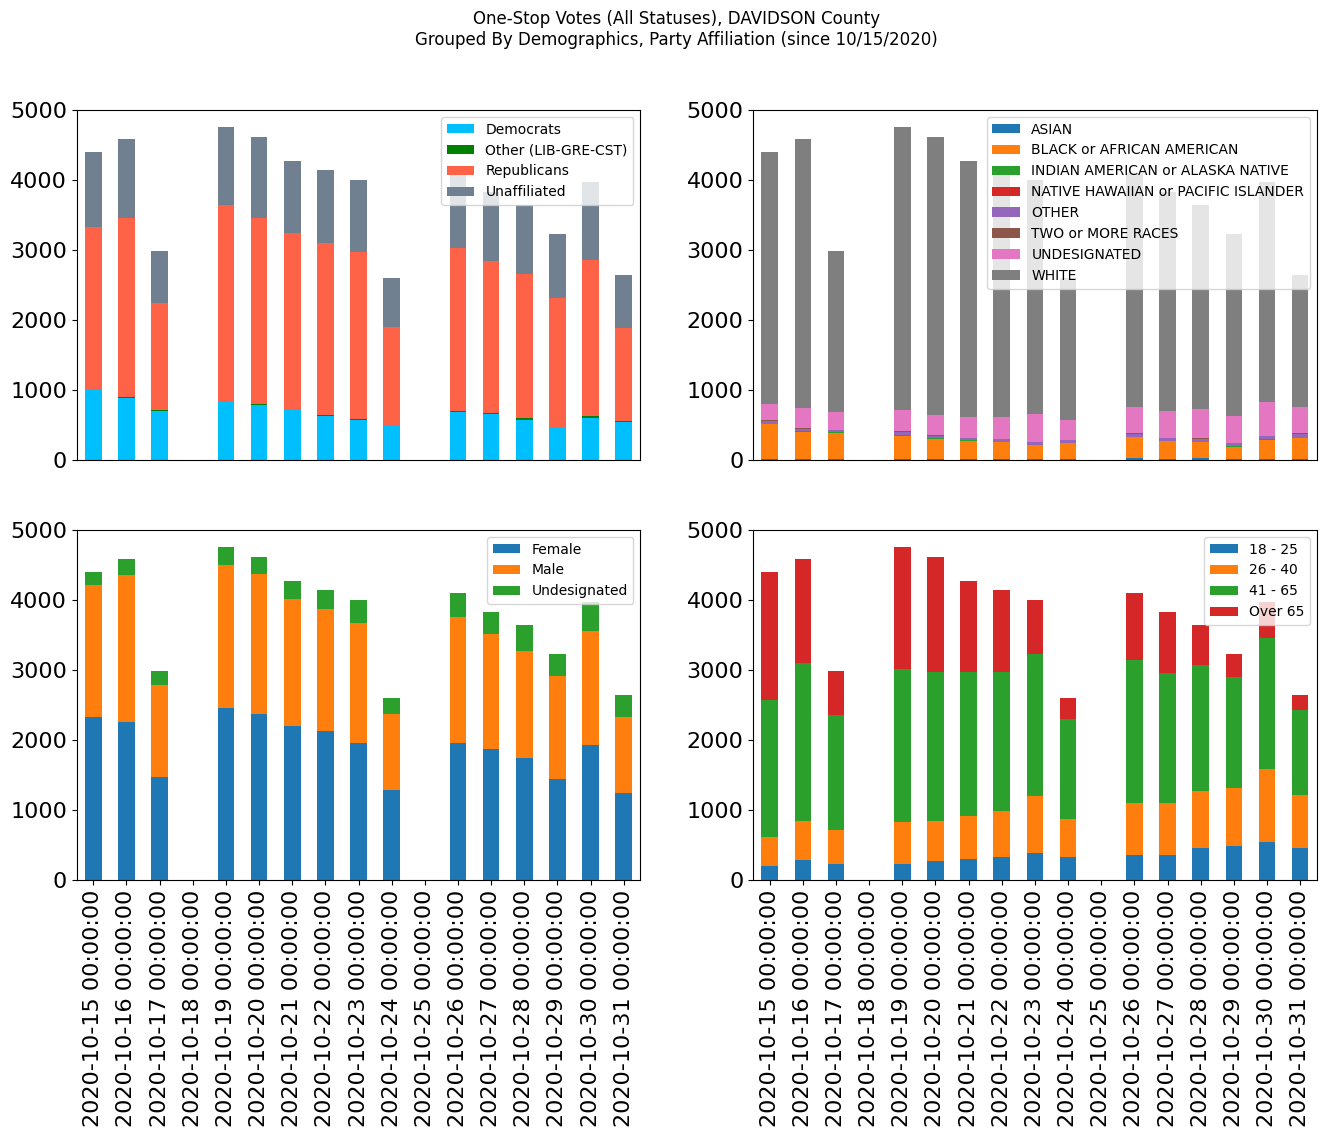 One-Stop Votes (All Statuses), DAVIDSON County
Grouped By Demographics, Party Affiliation (since 10/15/2020)
5000
4000
3000
2000
1000
0
Democrats
Other (LIB-GRE-CST)
Republicans
Unaffiliated
5000
4000
3000
2000
1000
0
ASIAN
BLACK or AFRICAN AMERICAN
INDIAN AMERICAN or ALASKA NATIVE
NATIVE HAWAIIAN or PACIFIC ISLANDER
OTHER
TWO or MORE RACES
UNDESIGNATED
WHITE
5000
4000
3000
2000
1000
0
Female
Male
Undesignated
2020-10-15 00:00:00
2020-10-16 00:00:00
2020-10-17 00:00:00
2020-10-18 00:00:00
2020-10-19 00:00:00
2020-10-20 00:00:00
2020-10-21 00:00:00
2020-10-22 00:00:00
2020-10-23 00:00:00
2020-10-24 00:00:00
2020-10-25 00:00:00
2020-10-26 00:00:00
2020-10-27 00:00:00
2020-10-28 00:00:00
2020-10-29 00:00:00
2020-10-30 00:00:00
2020-10-31 00:00:00
5000
4000
3000
2000
1000
0
18 - 25
26 - 40
41 - 65
Over 65
2020-10-15 00:00:00
2020-10-16 00:00:00
2020-10-17 00:00:00
2020-10-18 00:00:00
2020-10-19 00:00:00
2020-10-20 00:00:00
2020-10-21 00:00:00
2020-10-22 00:00:00
2020-10-23 00:00:00
2020-10-24 00:00:00
2020-10-25 00:00:00
2020-10-26 00:00:00
2020-10-27 00:00:00
2020-10-28 00:00:00
2020-10-29 00:00:00
2020-10-30 00:00:00
2020-10-31 00:00:00